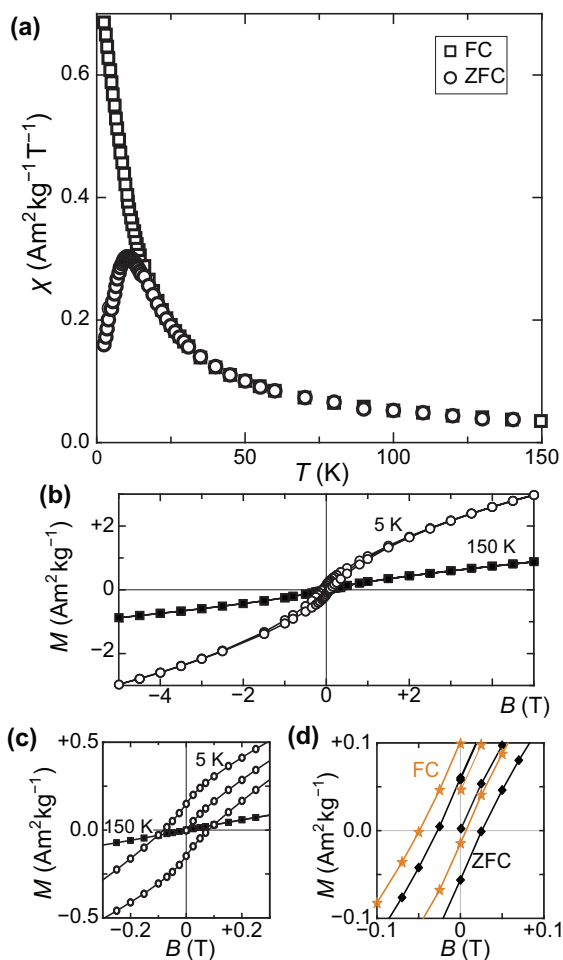 (a)
FC
ZFC
0.6
0.4
0.2
0.0
χ (Am²kg⁻¹T⁻¹)
0 50 100 150
T (K)
(b)
+2
0
−2
M (Am²kg⁻¹)
5 K
150 K
−4 −2 0 +2 B (T)
(c)
+0.5
0.0
−0.5
M (Am²kg⁻¹)
5 K
150 K
−0.2 0 +0.2
B (T)
(d)
+0.1
0.0
−0.1
M (Am²kg⁻¹)
FC
ZFC
−0.1 0 +0.1
B (T)